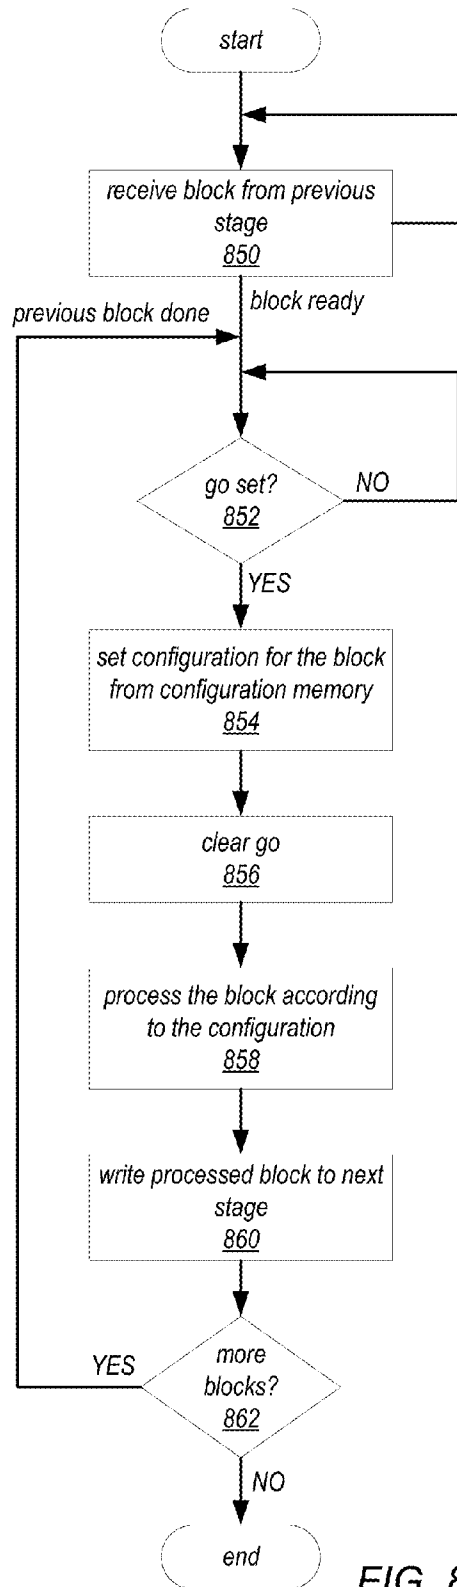 start
receive block from previous
stage
850
previous block done
block ready
go set?
852
NO
YES
set configuration for the block
from configuration memory
854
clear go
856
process the block according
to the configuration
858
write processed block to next
stage
860
YES
more
blocks?
862
NO
end
FIG. 8